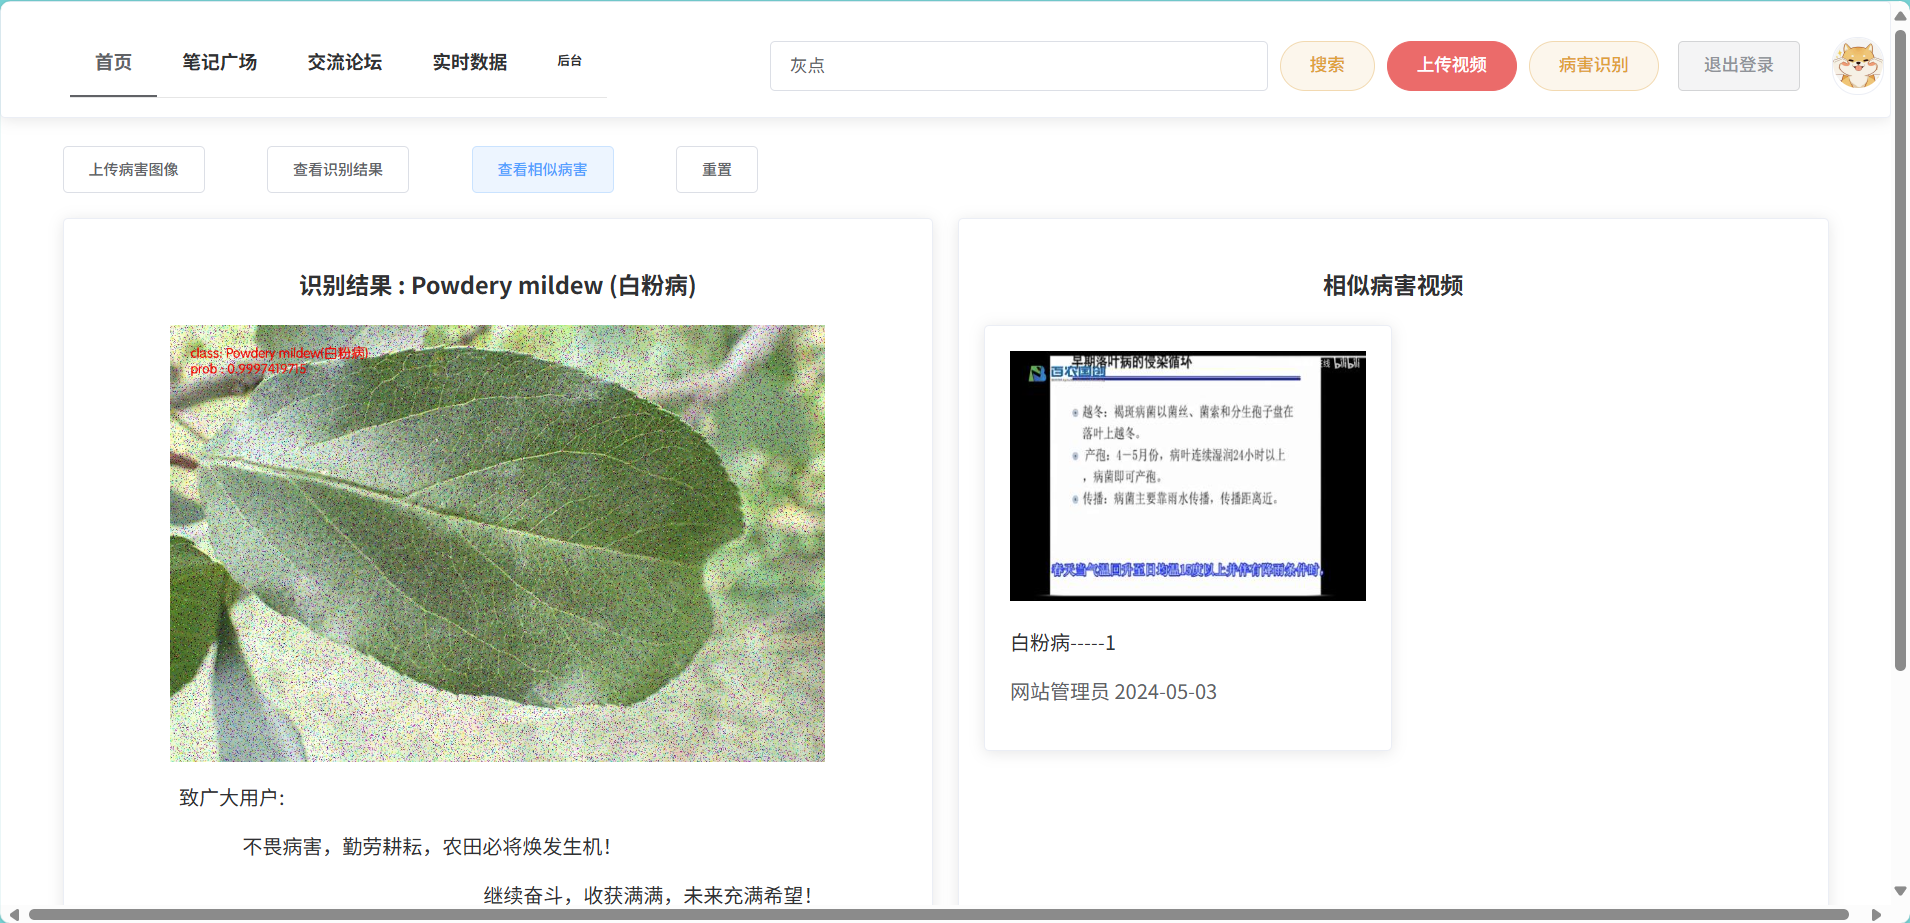 首页
笔记广场
交流论坛
实时数据
后台
灰点
搜索
上传视频
病害识别
退出登录
上传病害图像
查看识别结果
查看相似病害
重置
识别结果 : Powdery mildew (白粉病)
class: Powdery mildew(白粉病)
prob : 0.9997419715
致广大用户:
不畏病害，勤劳耕耘，农田必将焕发生机！
继续奋斗，收获满满，未来充满希望！
相似病害视频
早期落叶病的侵染循环
百农国创
bilibili
越冬：褐斑病菌以菌丝、菌索和分生孢子盘在
落叶上越冬。
产孢：4－5月份，病叶连续湿润24小时以上
，病菌即可产孢。
传播：病菌主要靠雨水传播，传播距离近。
春天当气温回升至日均温15度以上并伴有降雨条件时，
白粉病-----1
网站管理员 2024-05-03